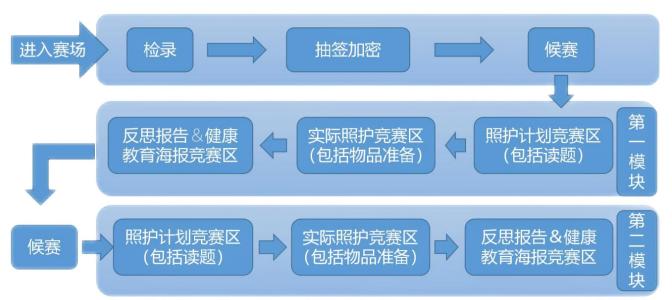 进入赛场
检录
抽签加密
候赛
第一模块
照护计划竞赛区
（包括读题）
实际照护竞赛区
（包括物品准备）
反思报告&健康
教育海报竞赛区
候赛
照护计划竞赛区
（包括读题）
实际照护竞赛区
（包括物品准备）
反思报告&健康
教育海报竞赛区
第二模块